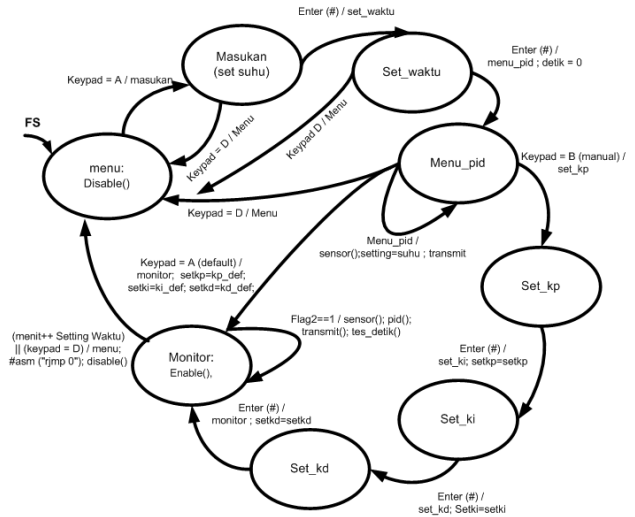 Enter (#) / set_waktu
Masukan
(set suhu)
Keypad = A / masukan
Set_waktu
Enter (#) /
menu_pid ; detik = 0
FS
Keypad = D / Menu
Keypad D / Menu
menu:
Disable()
Menu_pid
Keypad = B (manual) /
set_kp
Keypad = D / Menu
Menu_pid /
sensor();setting=suhu ; transmit
Keypad = A (default) /
monitor; setkp=kp_def;
setki=ki_def; setkd=kd_def;
Set_kp
Flag2==1 / sensor(); pid();
transmit(); tes_detik()
(menit++ Setting Waktu)
|| (keypad = D) / menu;
#asm ("rjmp 0"); disable()
Monitor:
Enable(),
Enter (#) /
set_ki; setkp=setkp
Enter (#) /
monitor ; setkd=setkd
Set_ki
Set_kd
Enter (#) /
set_kd; Setki=setki